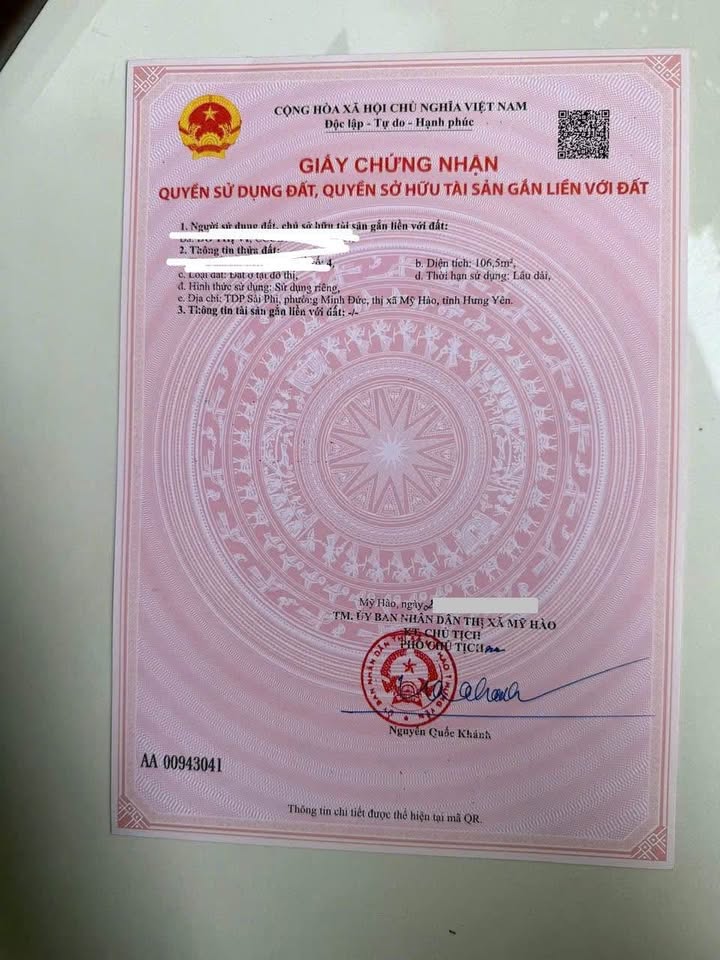 CỘNG HÒA XÃ HỘI CHỦ NGHĨA VIỆT NAM
Độc lập - Tự do - Hạnh phúc
GIẤY CHỨNG NHẬN
QUYỀN SỬ DỤNG ĐẤT, QUYỀN SỞ HỮU TÀI SẢN GẮN LIỀN VỚI ĐẤT
1. Người sử dụng đất, chủ sở hữu tài sản gắn liền với đất:
2. Thông tin thửa đất:
4, b. Diện tích: 106,5m²,
c. Loại đất: Đất ở tại đô thị, d. Thời hạn sử dụng: Lâu dài,
đ. Hình thức sử dụng: Sử dụng riêng,
e. Địa chỉ: TDP Sài Phi, phường Minh Đức, thị xã Mỹ Hào, tỉnh Hưng Yên.
3. Thông tin tài sản gắn liền với đất: -/-
Mỹ Hào, ngày
TM. ỦY BAN NHÂN DÂN THỊ XÃ MỸ HÀO
KT. CHỦ TỊCH
PHÓ CHỦ TỊCH
Nguyễn Quốc Khánh
AA 00943041
Thông tin chi tiết được thể hiện tại mã QR.